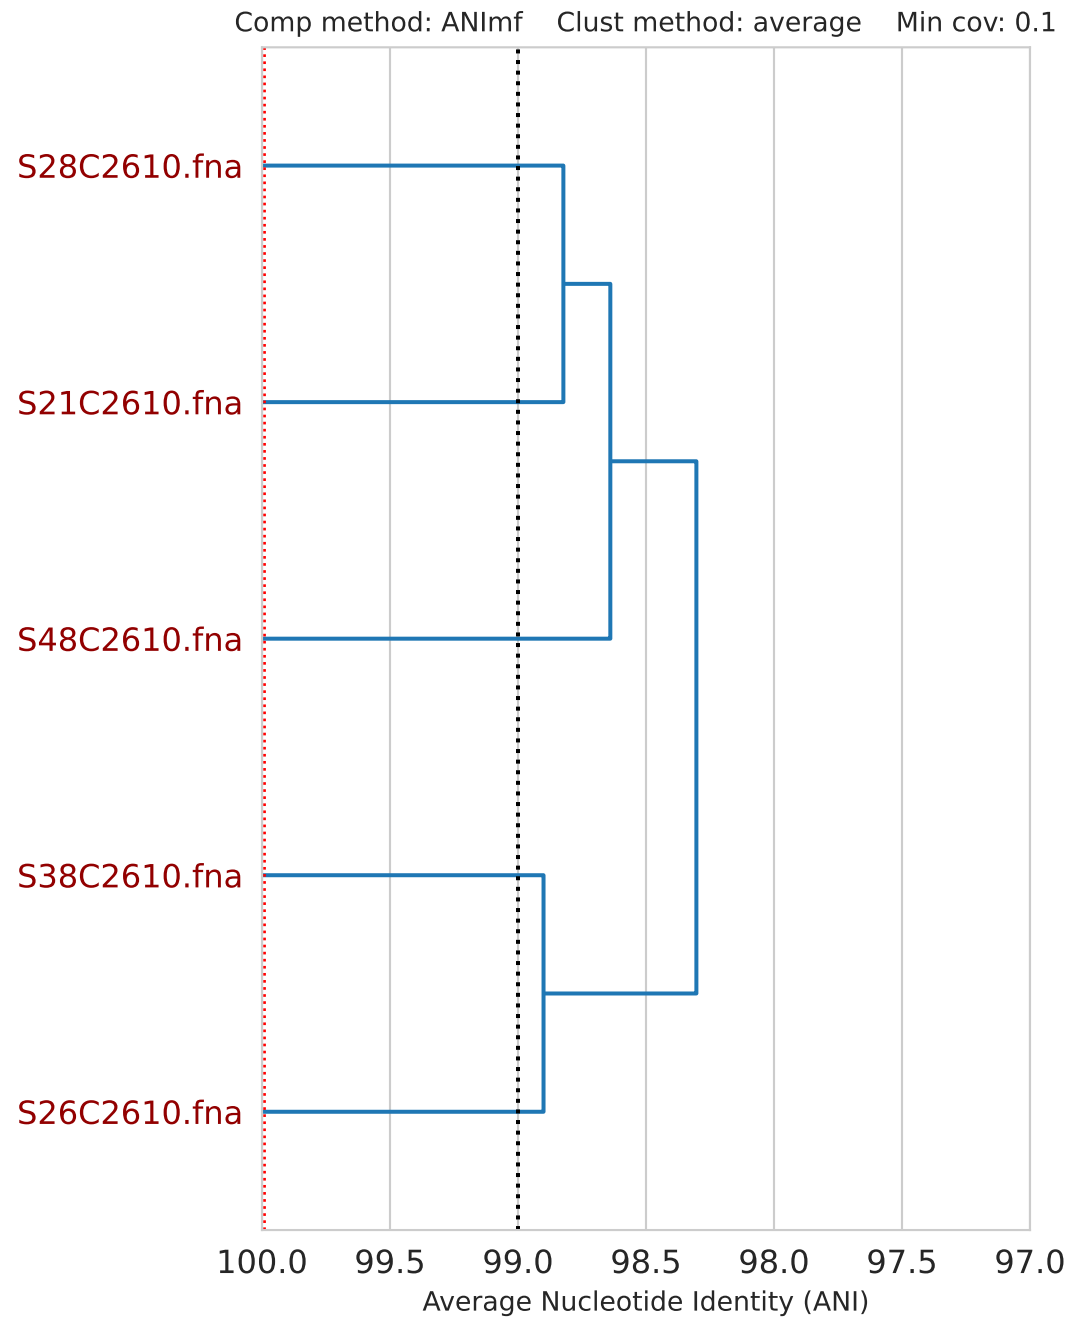 Comp method: ANImf    Clust method: average    Min cov: 0.1
S28C2610.fna
S21C2610.fna
S48C2610.fna
S38C2610.fna
S26C2610.fna
100.0 99.5 99.0 98.5 98.0 97.5 97.0
Average Nucleotide Identity (ANI)